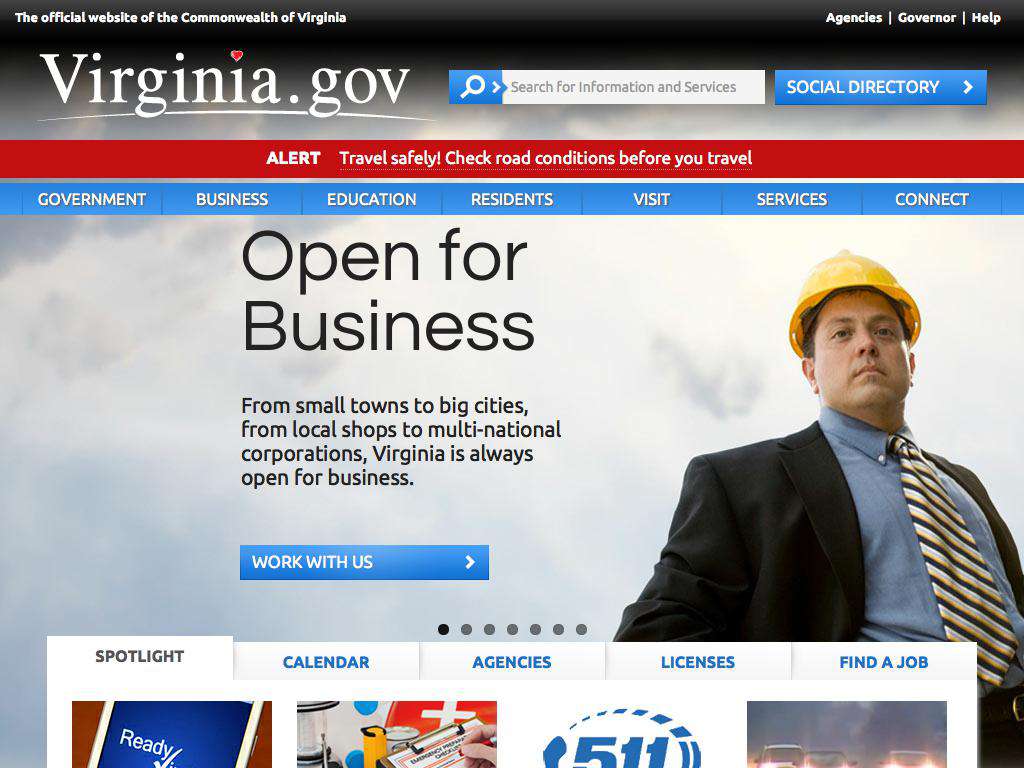 The official website of the Commonwealth of Virginia
Agencies | Governor | Help
Virginia.gov
Search for Information and Services
SOCIAL DIRECTORY
ALERT Travel safely! Check road conditions before you travel
GOVERNMENT BUSINESS EDUCATION RESIDENTS VISIT SERVICES CONNECT
Open for
Business
From small towns to big cities,
from local shops to multi-national
corporations, Virginia is always
open for business.
WORK WITH US
SPOTLIGHT CALENDAR AGENCIES LICENSES FIND A JOB
Ready
EMERGENCY PREPARE
CHECKLIST
511